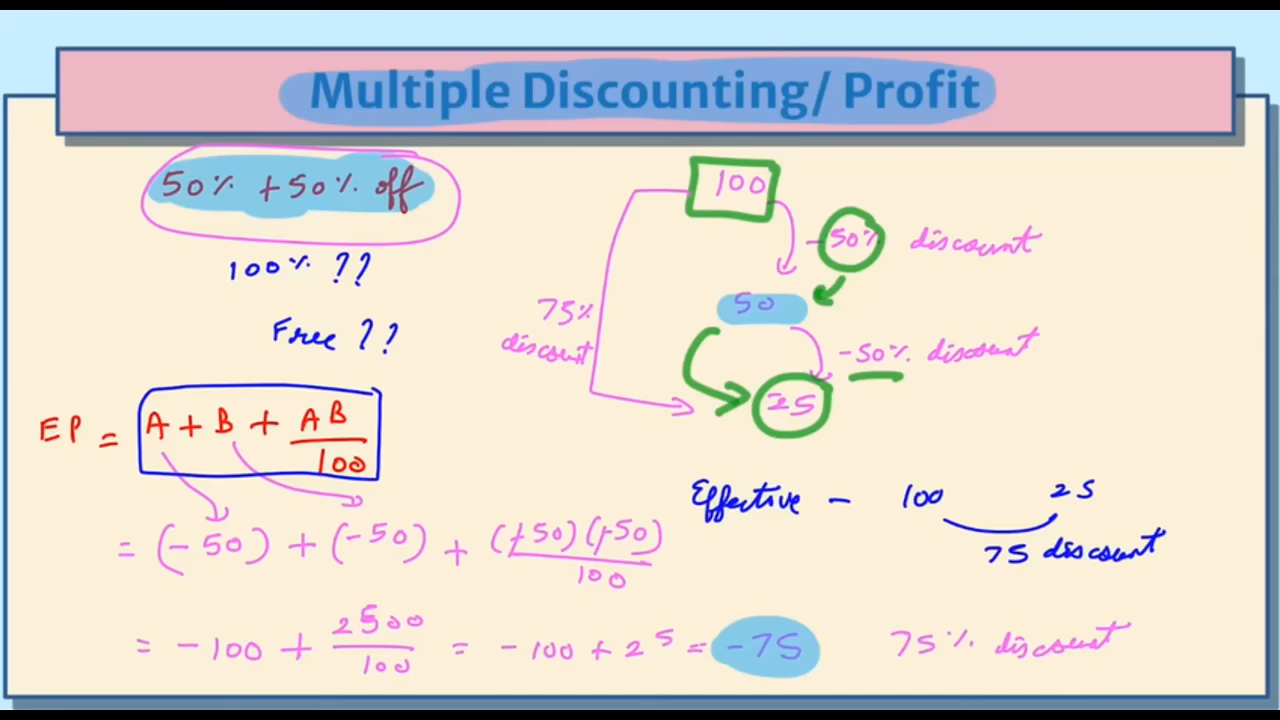 Multiple Discounting/ Profit
50% + 50% off
100% ??
Free ??
100
-50% discount
50
75%
discount
-50% discount
25
EP = A + B + AB/100
= (-50) + (-50) + (-50)(-50)/100
= -100 + 2500/100 = -100 + 25 = -75 75% discount
Effective - 100 25
75 discount